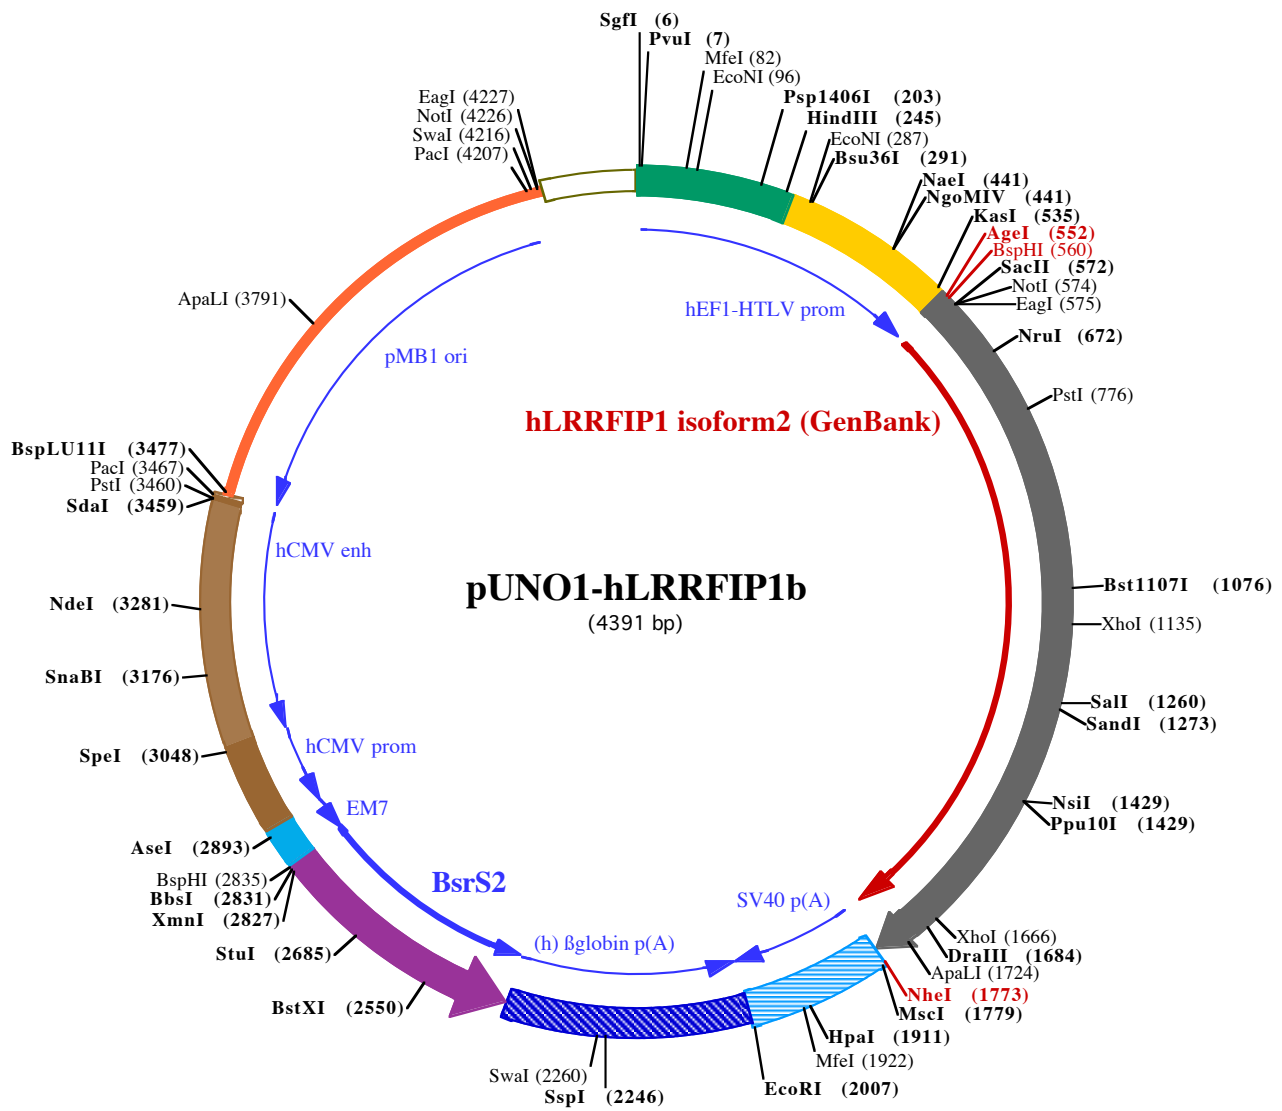 SgfI (6)
PvuI (7)
MfeI (82)
EcoNI (96)
Psp1406I (203)
HindIII (245)
EcoNI (287)
Bsu36I (291)
NaeI (441)
NgoMIV (441)
KasI (535)
AgeI (552)
BspHI (560)
SacII (572)
NotI (574)
EagI (575)
NruI (672)
PstI (776)
Bst1107I (1076)
XhoI (1135)
SalI (1260)
SandI (1273)
NsiI (1429)
Ppu10I (1429)
XhoI (1666)
DraIII (1684)
ApaLI (1724)
NheI (1773)
MscI (1779)
HpaI (1911)
MfeI (1922)
EcoRI (2007)
SspI (2246)
SwaI (2260)
BstXI (2550)
StuI (2685)
XmnI (2827)
BbsI (2831)
BspHI (2835)
AseI (2893)
SpeI (3048)
SnaBI (3176)
NdeI (3281)
SdaI (3459)
PstI (3460)
PacI (3467)
BspLU11I (3477)
ApaLI (3791)
PacI (4207)
SwaI (4216)
NotI (4226)
EagI (4227)
hEF1-HTLV prom
pMB1 ori
hLRRFIP1 isoform2 (GenBank)
hCMV enh
pUNO1-hLRRFIP1b
(4391 bp)
hCMV prom
EM7
BsrS2
SV40 p(A)
(h) ßglobin p(A)